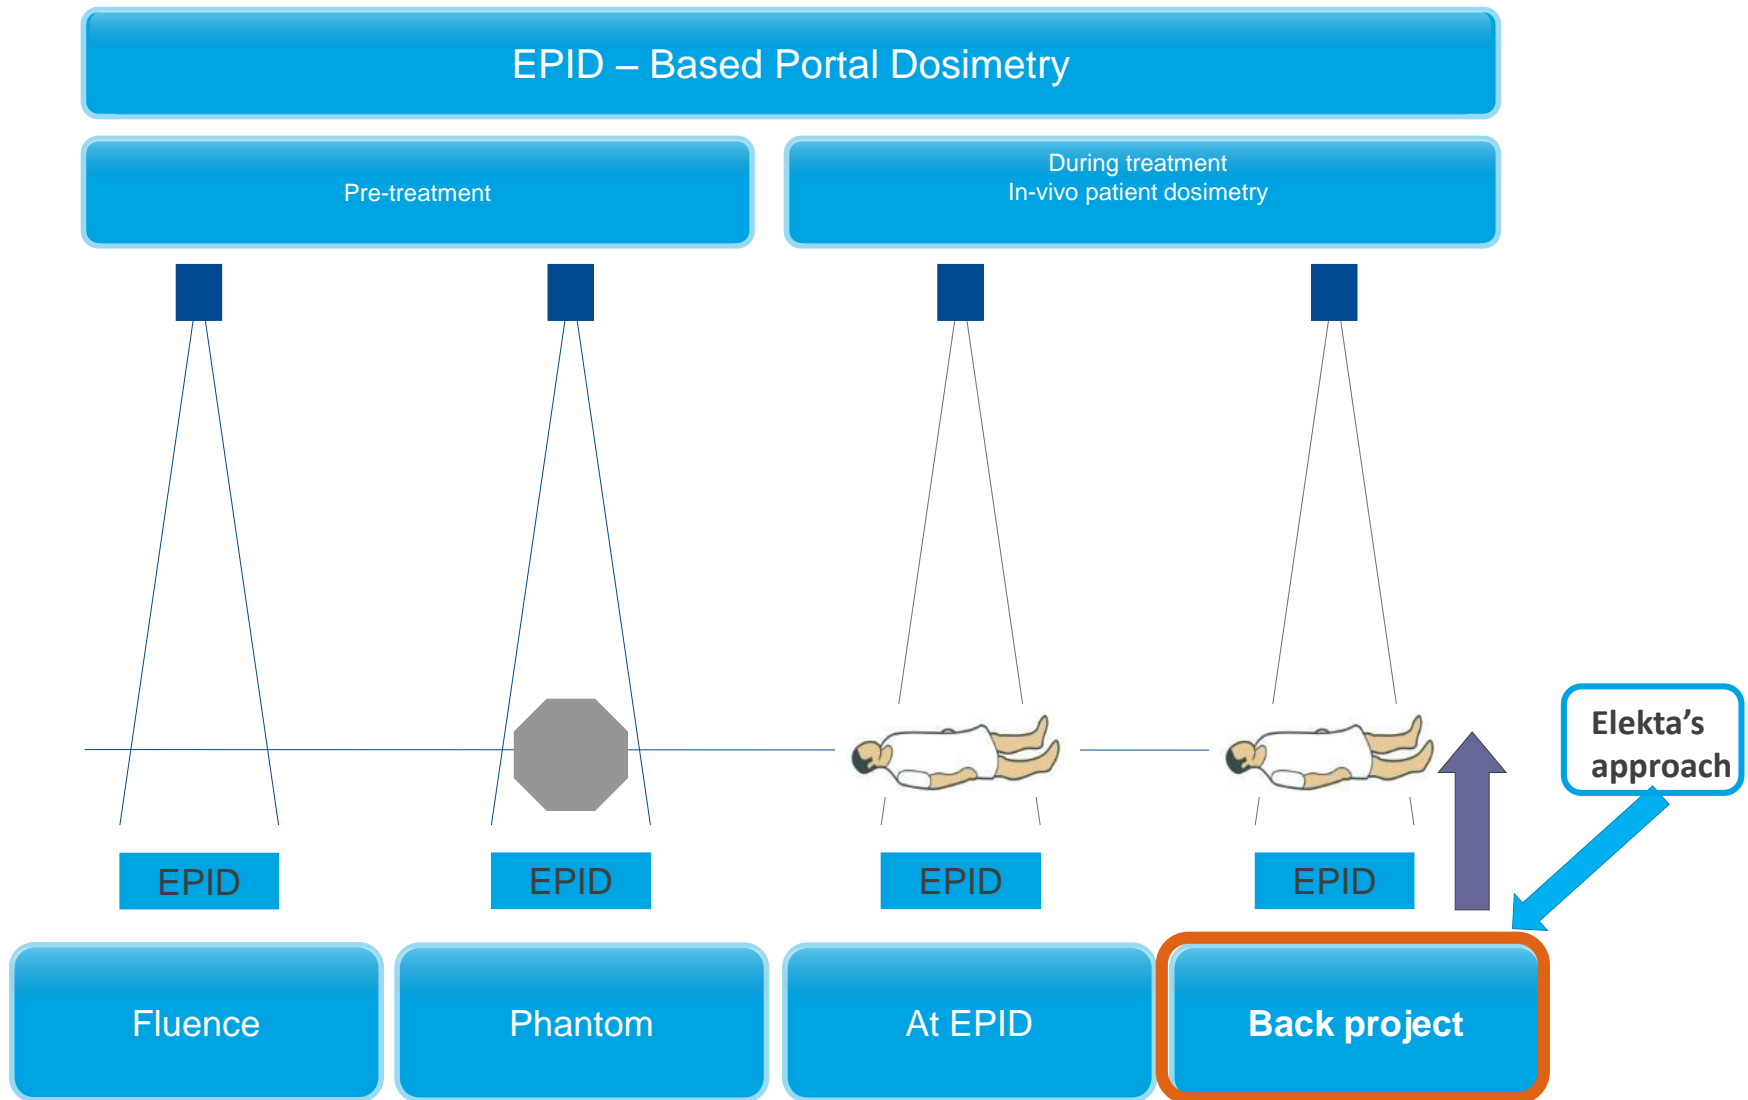 EPID – Based Portal Dosimetry
Pre-treatment
During treatment
In-vivo patient dosimetry
Elekta’s
approach
EPID
EPID
EPID
EPID
Fluence
Phantom
At EPID
Back project